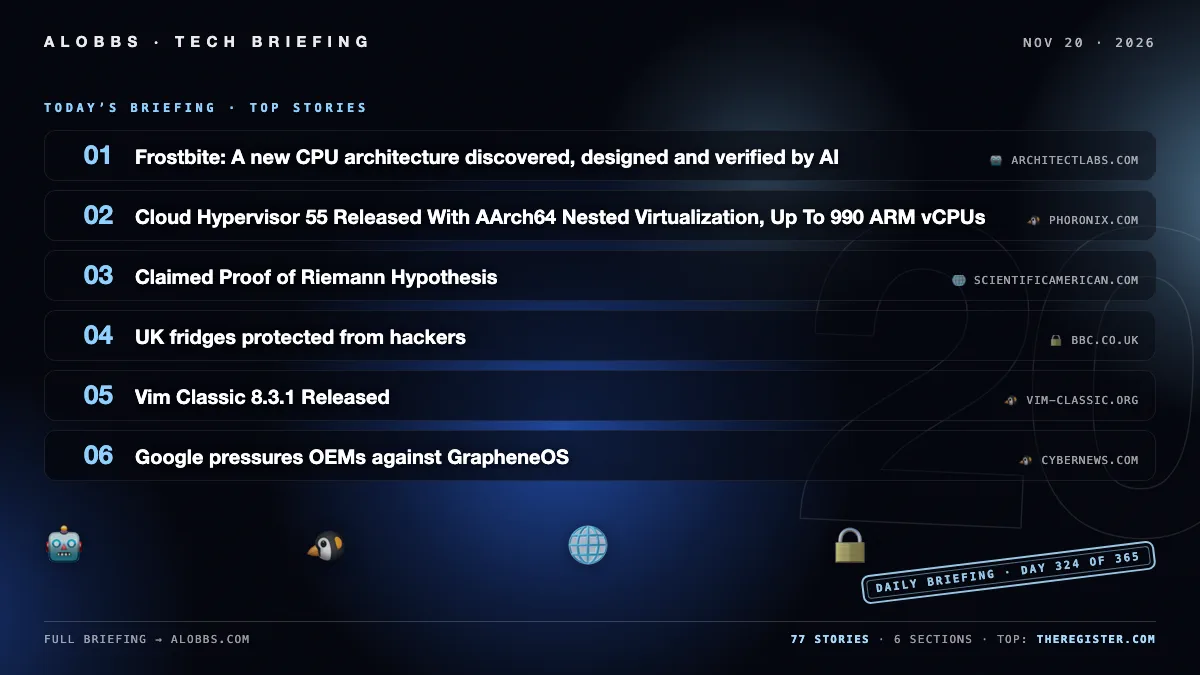 ALOBBS · TECH BRIEFING
NOV 20 · 2026
TODAY'S BRIEFING · TOP STORIES
01 Frostbite: A new CPU architecture discovered, designed and verified by AI ARCHITECTLABS.COM
02 Cloud Hypervisor 55 Released With AArch64 Nested Virtualization, Up To 990 ARM vCPUs PHORONIX.COM
03 Claimed Proof of Riemann Hypothesis SCIENTIFICAMERICAN.COM
04 UK fridges protected from hackers BBC.CO.UK
05 Vim Classic 8.3.1 Released VIM-CLASSIC.ORG
06 Google pressures OEMs against GrapheneOS CYBERNEWS.COM
20
DAILY BRIEFING · DAY 324 OF 365
FULL BRIEFING → ALOBBS.COM
77 STORIES · 6 SECTIONS · TOP: THEREGISTER.COM